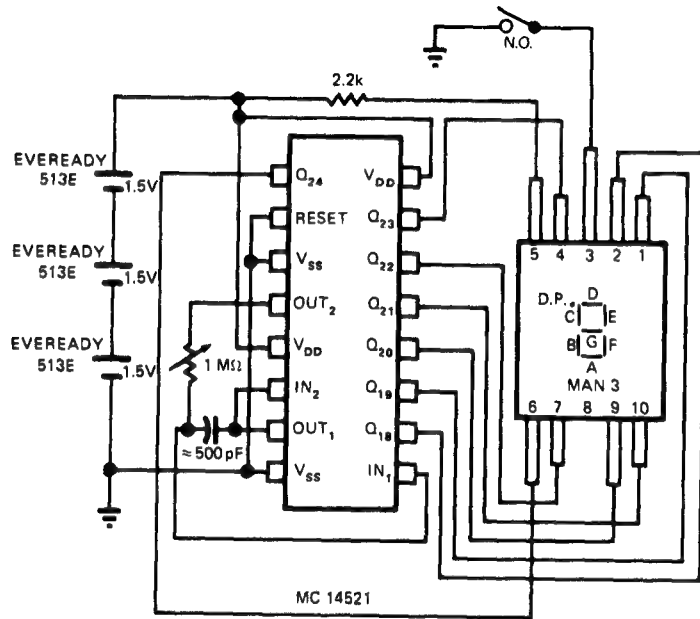 N.O.
2.2k
EVEREADY
513E
1.5V
EVEREADY
513E
1.5V
EVEREADY
513E
1.5V
Q24
RESET
VSS
OUT2
VDD
IN2
OUT1
VSS
VDD
Q23
Q22
Q21
Q20
Q19
Q18
IN1
1 MΩ
≈ 500 pF
MC 14521
5 4 3 2 1
D.P. D
C E
B G F
A
MAN 3
6 7 8 9 10